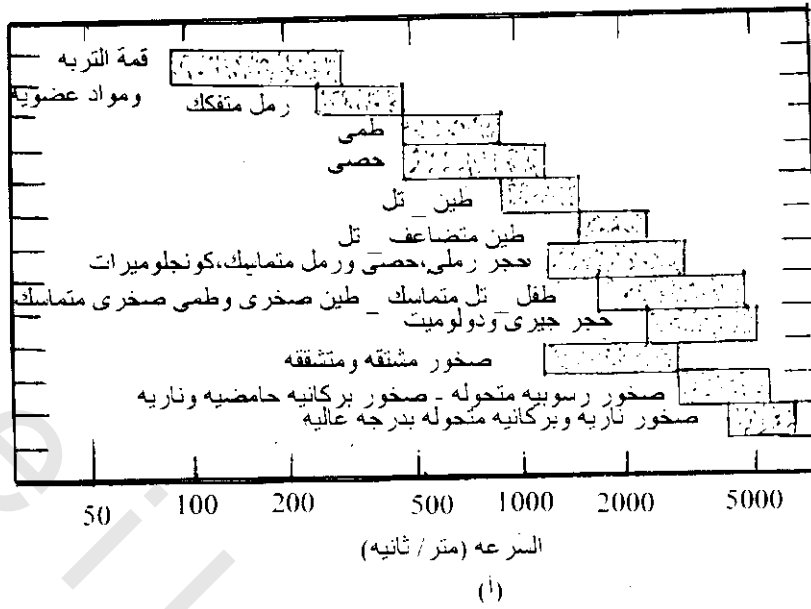 قمة التربه
ومواد عضوية
رمل متفكك
طمى
حصى
طين _ تل
طين متضاعف _ تل
حجر رملى،حصى ورمل متماسك،كونجلوميرات
طفل _ تل متماسك _ طين صخرى وطمى صخرى متماسك
حجر جيرى ودولوميت
صخور مشتقه ومتشققه
صخور رسوبيه متحوله - صخور بركانيه حامضيه وناريه
صخور ناريه وبركانيه متحوله بدرجه عاليه
50 100 200 500 1000 2000 5000
السرعه (متر / ثانيه)
(أ)